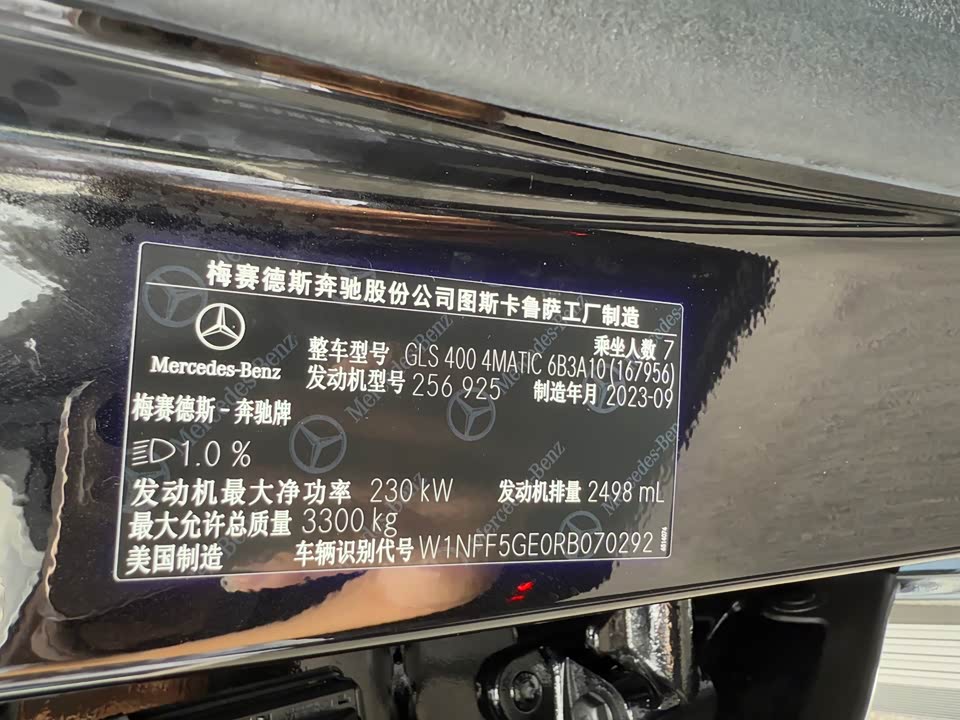 梅赛德斯奔驰股份公司图斯卡鲁萨工厂制造
乘坐人数 7
Mercedes-Benz
整车型号 GLS 400 4MATIC 6B3A10 (167956)
发动机型号 256 925 制造年月 2023-09
梅赛德斯-奔驰牌
1.0 %
发动机最大净功率 230 kW 发动机排量 2498 mL
最大允许总质量 3300 kg
美国制造 车辆识别代号 W1NFF5GE0RB070292